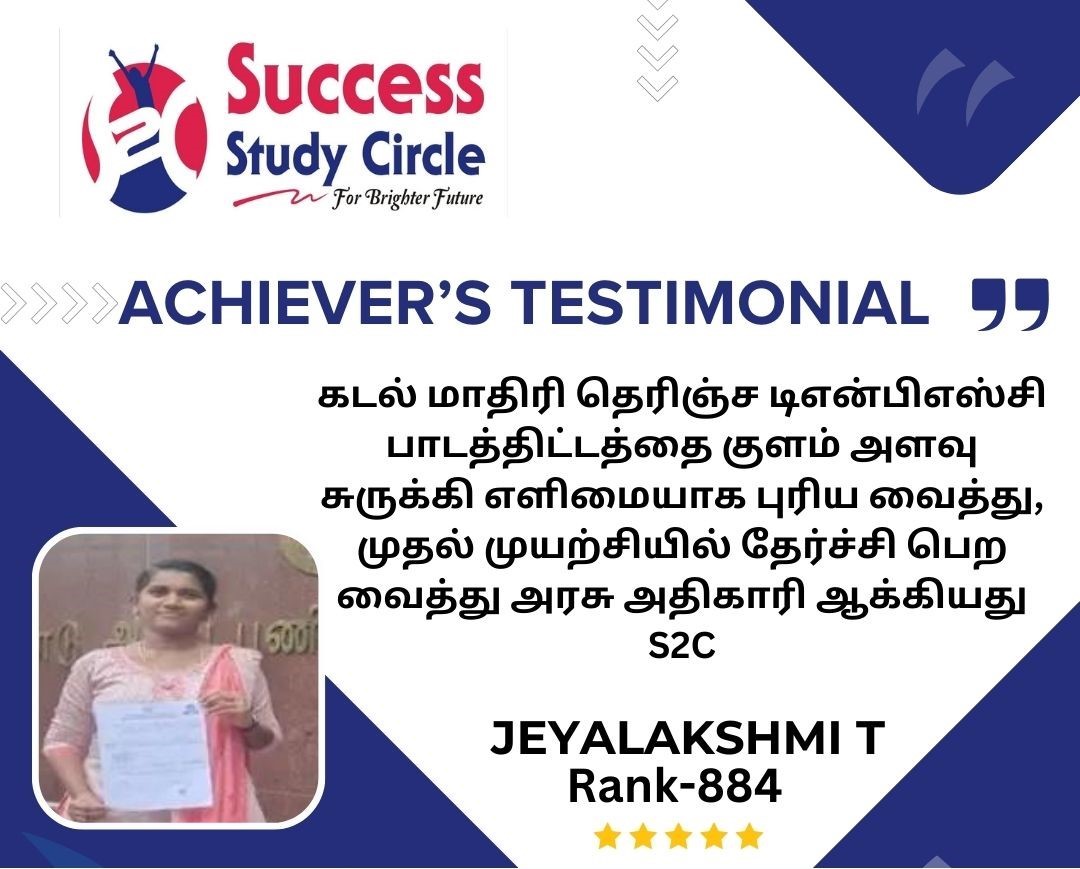 Success
Study Circle
For Brighter Future
ACHIEVER’S TESTIMONIAL
கடல் மாதிரி தெரிஞ்ச டிஎன்பிஎஸ்சி
பாடத்திட்டத்தை குளம் அளவு
சுருக்கி எளிமையாக புரிய வைத்து,
முதல் முயற்சியில் தேர்ச்சி பெற
வைத்து அரசு அதிகாரி ஆக்கியது
S2C
JEYALAKSHMI T
Rank-884